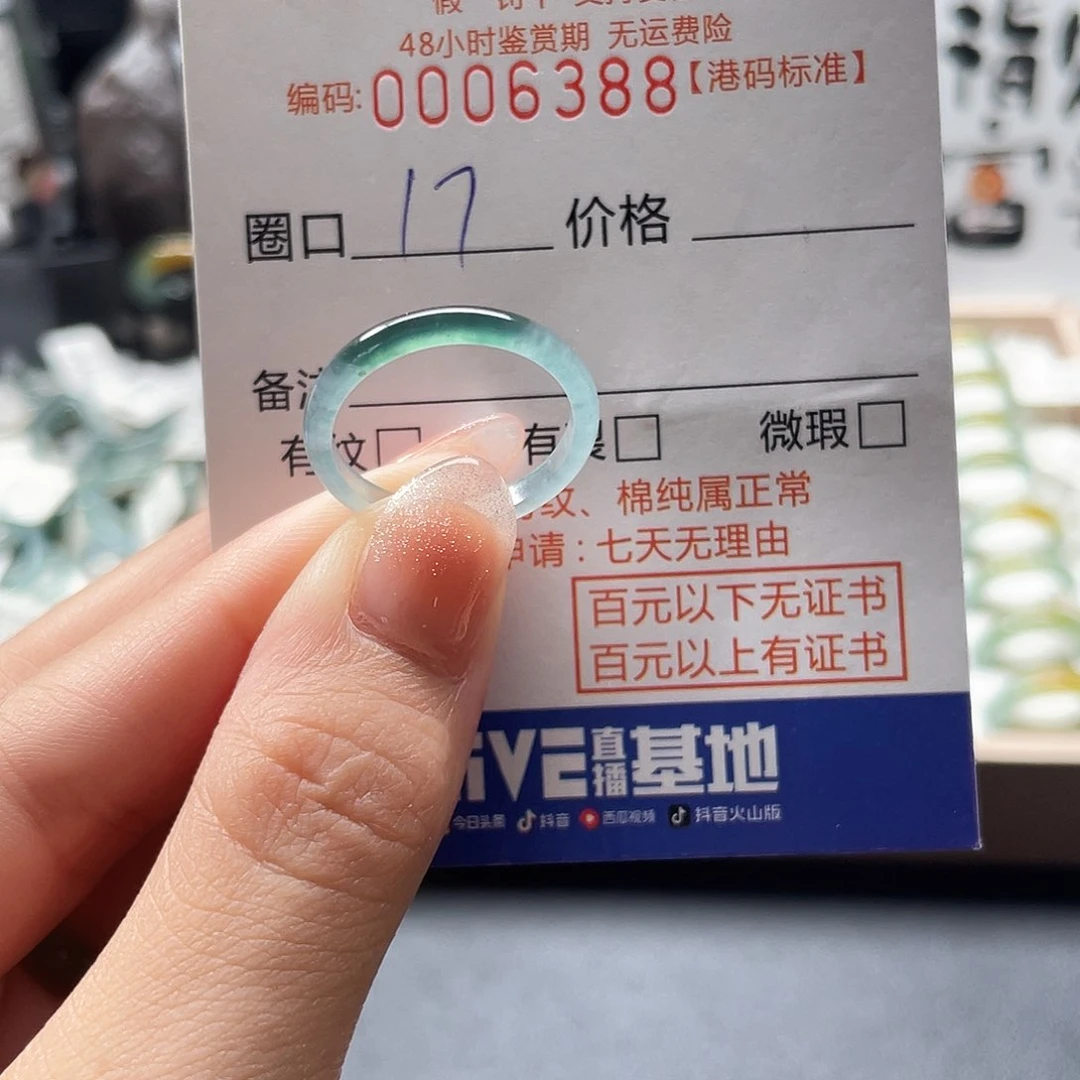 48小时鉴赏期 无运费险
编码:0006388【港码标准】
圈口 17 价格
备注
有纹 有 微瑕
纹、棉纯属正常
申请:七天无理由
百元以下无证书
百元以上有证书
直播基地
今日头条 抖音 西瓜视频 抖音火山版